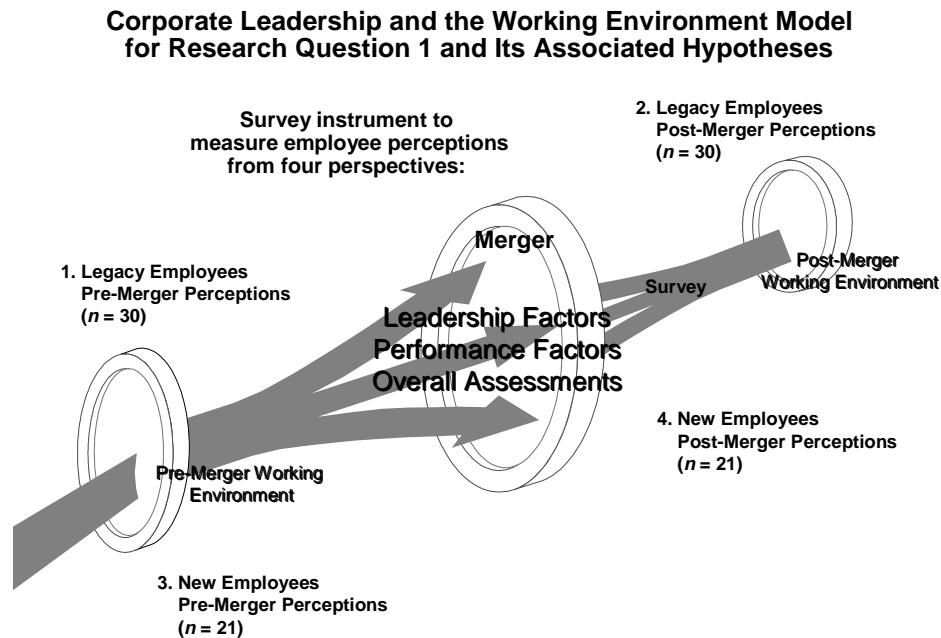 Corporate Leadership and the Working Environment Model
for Research Question 1 and Its Associated Hypotheses
Survey instrument to
measure employee perceptions
from four perspectives:
2. Legacy Employees
Post-Merger Perceptions
(n = 30)
1. Legacy Employees
Pre-Merger Perceptions
(n = 30)
Merger
Leadership Factors
Performance Factors
Overall Assessments
Survey
Post-Merger
Working Environment
Pre-Merger Working
Environment
4. New Employees
Post-Merger Perceptions
(n = 21)
3. New Employees
Pre-Merger Perceptions
(n = 21)